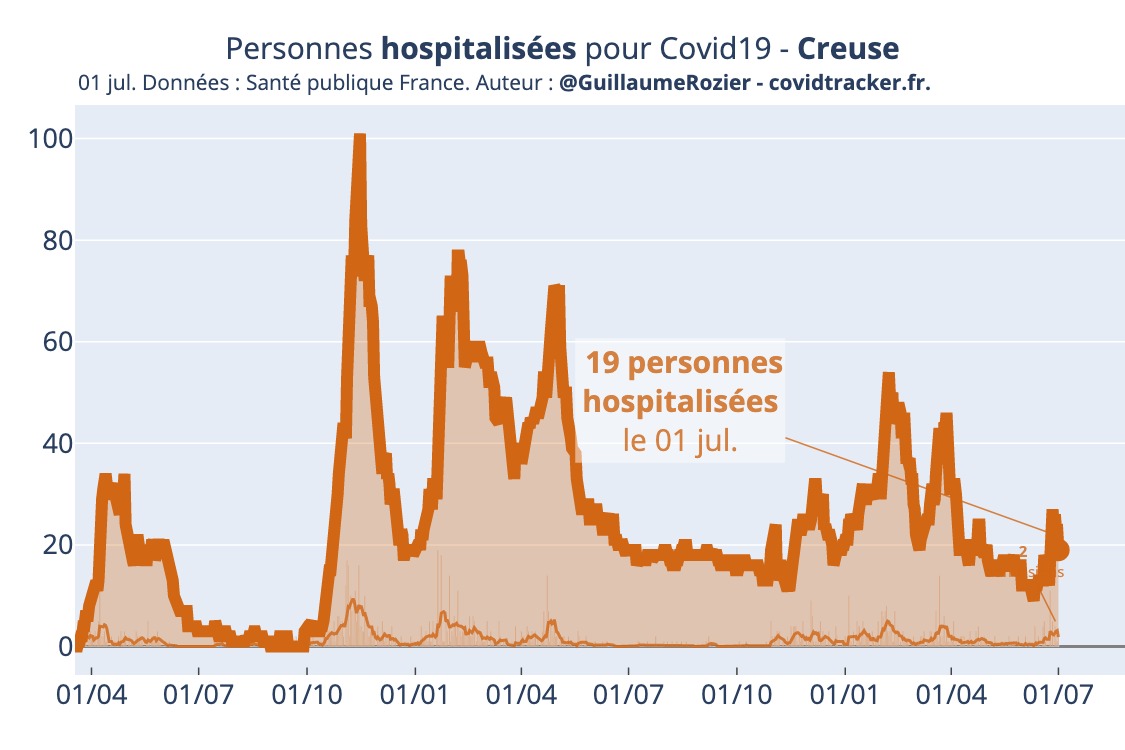 Personnes hospitalisées pour Covid19 - Creuse
01 jul. Données : Santé publique France. Auteur : @GuillaumeRozier - covidtracker.fr.
100
80
60
40
20
0
19 personnes
hospitalisées
le 01 jul.
2
01/04 01/07 01/10 01/01 01/04 01/07 01/10 01/01 01/04 01/07